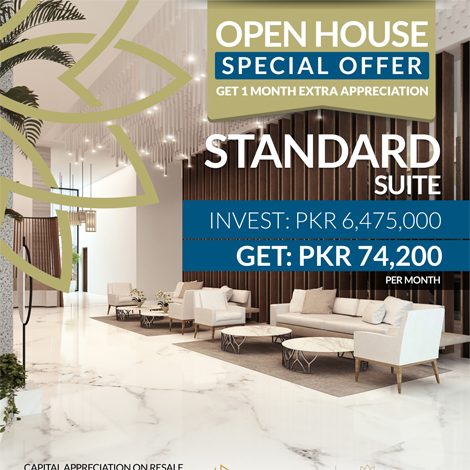 OPEN HOUSE
SPECIAL OFFER
GET 1 MONTH EXTRA APPRECIATION
STANDARD
SUITE
INVEST: PKR 6,475,000
GET: PKR 74,200
PER MONTH
CAPITAL APPRECIATION ON RESALE